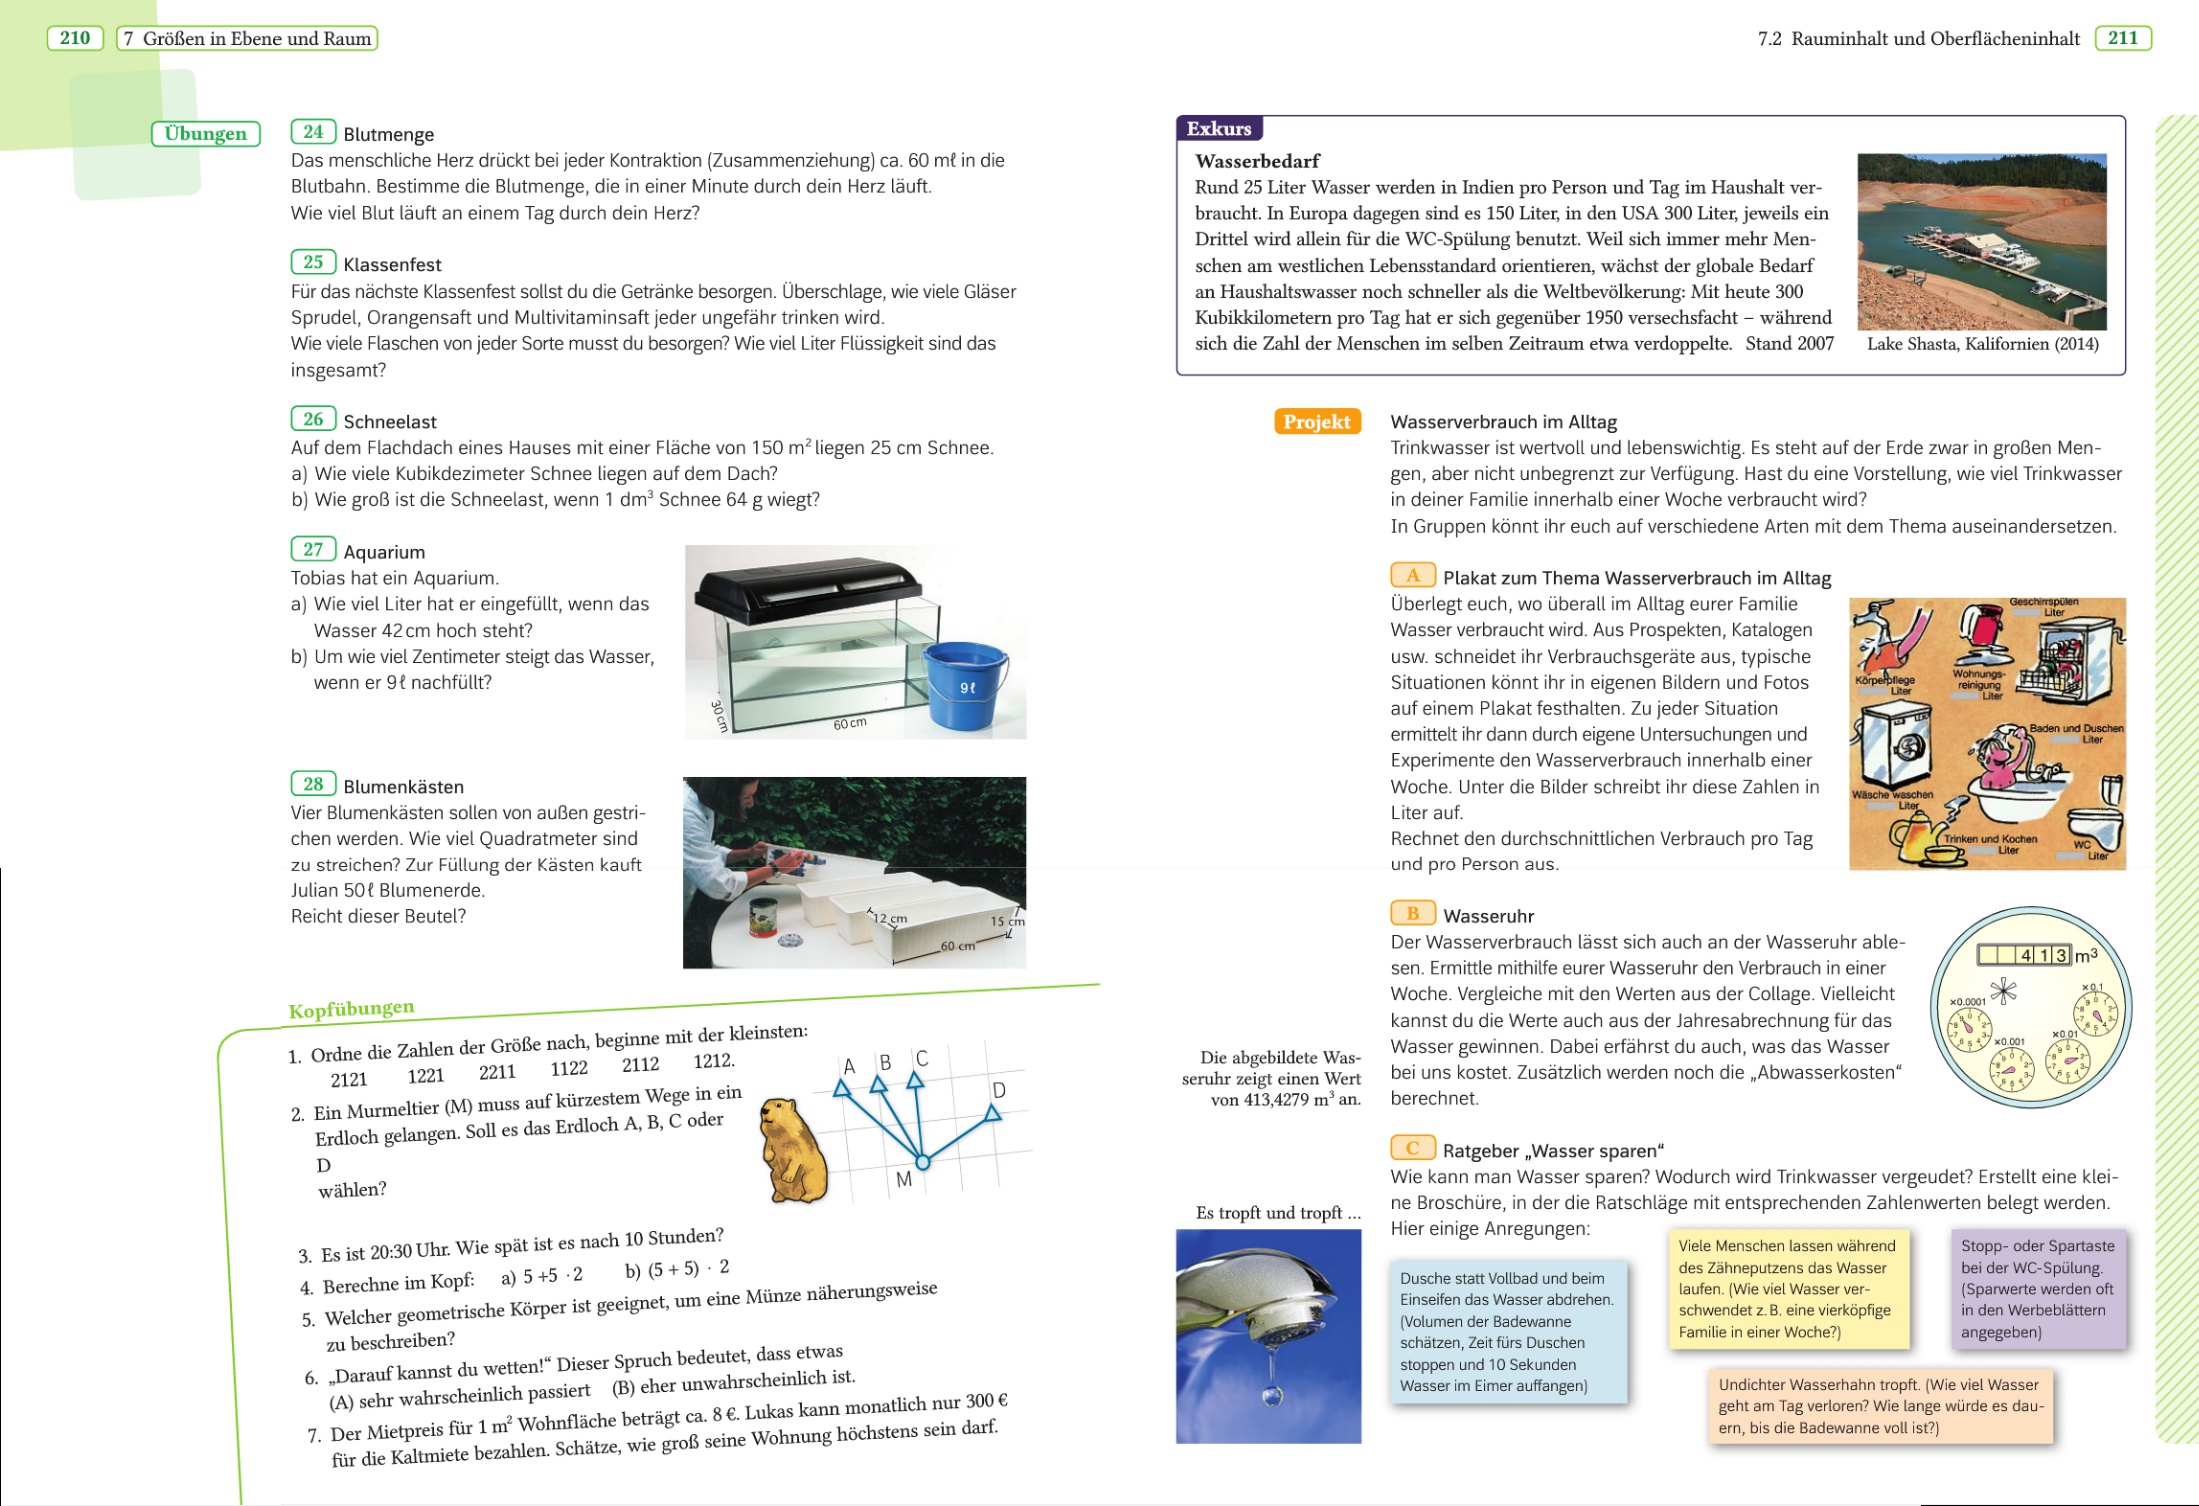 210
7 Größen in Ebene und Raum
Übungen
24 Blutmenge
Das menschliche Herz drückt bei jeder Kontraktion (Zusammenziehung) ca. 60 mℓ in die
Blutbahn. Bestimme die Blutmenge, die in einer Minute durch dein Herz läuft.
Wie viel Blut läuft an einem Tag durch dein Herz?
25 Klassenfest
Für das nächste Klassenfest sollst du die Getränke besorgen. Überschlage, wie viele Gläser
Sprudel, Orangensaft und Multivitaminsaft jeder ungefähr trinken wird.
Wie viele Flaschen von jeder Sorte musst du besorgen? Wie viel Liter Flüssigkeit sind das
insgesamt?
26 Schneelast
Auf dem Flachdach eines Hauses mit einer Fläche von 150 m² liegen 25 cm Schnee.
a) Wie viele Kubikdezimeter Schnee liegen auf dem Dach?
b) Wie groß ist die Schneelast, wenn 1 dm³ Schnee 64 g wiegt?
27 Aquarium
Tobias hat ein Aquarium.
a) Wie viel Liter hat er eingefüllt, wenn das
Wasser 42 cm hoch steht?
b) Um wie viel Zentimeter steigt das Wasser,
wenn er 9 ℓ nachfüllt?
9 ℓ
30 cm
60 cm
28 Blumenkästen
Vier Blumenkästen sollen von außen gestri-
chen werden. Wie viel Quadratmeter sind
zu streichen? Zur Füllung der Kästen kauft
Julian 50 ℓ Blumenerde.
Reicht dieser Beutel?
12 cm
15 cm
60 cm
Kopfübungen
1. Ordne die Zahlen der Größe nach, beginne mit der kleinsten:
2121 1221 2211 1122 2112 1212.
2. Ein Murmeltier (M) muss auf kürzestem Wege in ein
Erdloch gelangen. Soll es das Erdloch A, B, C oder
D
wählen?
A B C
D
M
3. Es ist 20:30 Uhr. Wie spät ist es nach 10 Stunden?
4. Berechne im Kopf: a) 5 +5 · 2 b) (5 + 5) · 2
5. Welcher geometrische Körper ist geeignet, um eine Münze näherungsweise
zu beschreiben?
6. „Darauf kannst du wetten!“ Dieser Spruch bedeutet, dass etwas
(A) sehr wahrscheinlich passiert (B) eher unwahrscheinlich ist.
7. Der Mietpreis für 1 m² Wohnfläche beträgt ca. 8 €. Lukas kann monatlich nur 300 €
für die Kaltmiete bezahlen. Schätze, wie groß seine Wohnung höchstens sein darf.
7.2 Rauminhalt und Oberflächeninhalt
211
Exkurs
Wasserbedarf
Rund 25 Liter Wasser werden in Indien pro Person und Tag im Haushalt ver-
braucht. In Europa dagegen sind es 150 Liter, in den USA 300 Liter, jeweils ein
Drittel wird allein für die WC-Spülung benutzt. Weil sich immer mehr Men-
schen am westlichen Lebensstandard orientieren, wächst der globale Bedarf
an Haushaltswasser noch schneller als die Weltbevölkerung: Mit heute 300
Kubikkilometern pro Tag hat er sich gegenüber 1950 versechsfacht – während
sich die Zahl der Menschen im selben Zeitraum etwa verdoppelte. Stand 2007
Lake Shasta, Kalifornien (2014)
Projekt
Wasserverbrauch im Alltag
Trinkwasser ist wertvoll und lebenswichtig. Es steht auf der Erde zwar in großen Men-
gen, aber nicht unbegrenzt zur Verfügung. Hast du eine Vorstellung, wie viel Trinkwasser
in deiner Familie innerhalb einer Woche verbraucht wird?
In Gruppen könnt ihr euch auf verschiedene Arten mit dem Thema auseinandersetzen.
A Plakat zum Thema Wasserverbrauch im Alltag
Überlegt euch, wo überall im Alltag eurer Familie
Wasser verbraucht wird. Aus Prospekten, Katalogen
usw. schneidet ihr Verbrauchsgeräte aus, typische
Situationen könnt ihr in eigenen Bildern und Fotos
auf einem Plakat festhalten. Zu jeder Situation
ermittelt ihr dann durch eigene Untersuchungen und
Experimente den Wasserverbrauch innerhalb einer
Woche. Unter die Bilder schreibt ihr diese Zahlen in
Liter auf.
Rechnet den durchschnittlichen Verbrauch pro Tag
und pro Person aus.
Geschirrspülen
Liter
Körperpflege
Liter
Wohnungs-
reinigung
Liter
Baden und Duschen
Liter
Wäsche waschen
Liter
Trinken und Kochen
Liter
WC
Liter
B Wasseruhr
Der Wasserverbrauch lässt sich auch an der Wasseruhr able-
sen. Ermittle mithilfe eurer Wasseruhr den Verbrauch in einer
Woche. Vergleiche mit den Werten aus der Collage. Vielleicht
kannst du die Werte auch aus der Jahresabrechnung für das
Wasser gewinnen. Dabei erfährst du auch, was das Wasser
bei uns kostet. Zusätzlich werden noch die „Abwasserkosten“
berechnet.
413 m³
x0.0001
x0.1
x0.001
x0.01
Die abgebildete Was-
seruhr zeigt einen Wert
von 413,4279 m³ an.
C Ratgeber „Wasser sparen“
Wie kann man Wasser sparen? Wodurch wird Trinkwasser vergeudet? Erstellt eine klei-
ne Broschüre, in der die Ratschläge mit entsprechenden Zahlenwerten belegt werden.
Hier einige Anregungen:
Es tropft und tropft ...
Dusche statt Vollbad und beim
Einseifen das Wasser abdrehen.
(Volumen der Badewanne
schätzen, Zeit fürs Duschen
stoppen und 10 Sekunden
Wasser im Eimer auffangen)
Viele Menschen lassen während
des Zähneputzens das Wasser
laufen. (Wie viel Wasser ver-
schwendet z. B. eine vierköpfige
Familie in einer Woche?)
Stopp- oder Spartaste
bei der WC-Spülung.
(Sparwerte werden oft
in den Werbeblättern
angegeben)
Undichter Wasserhahn tropft. (Wie viel Wasser
geht am Tag verloren? Wie lange würde es dau-
ern, bis die Badewanne voll ist?)